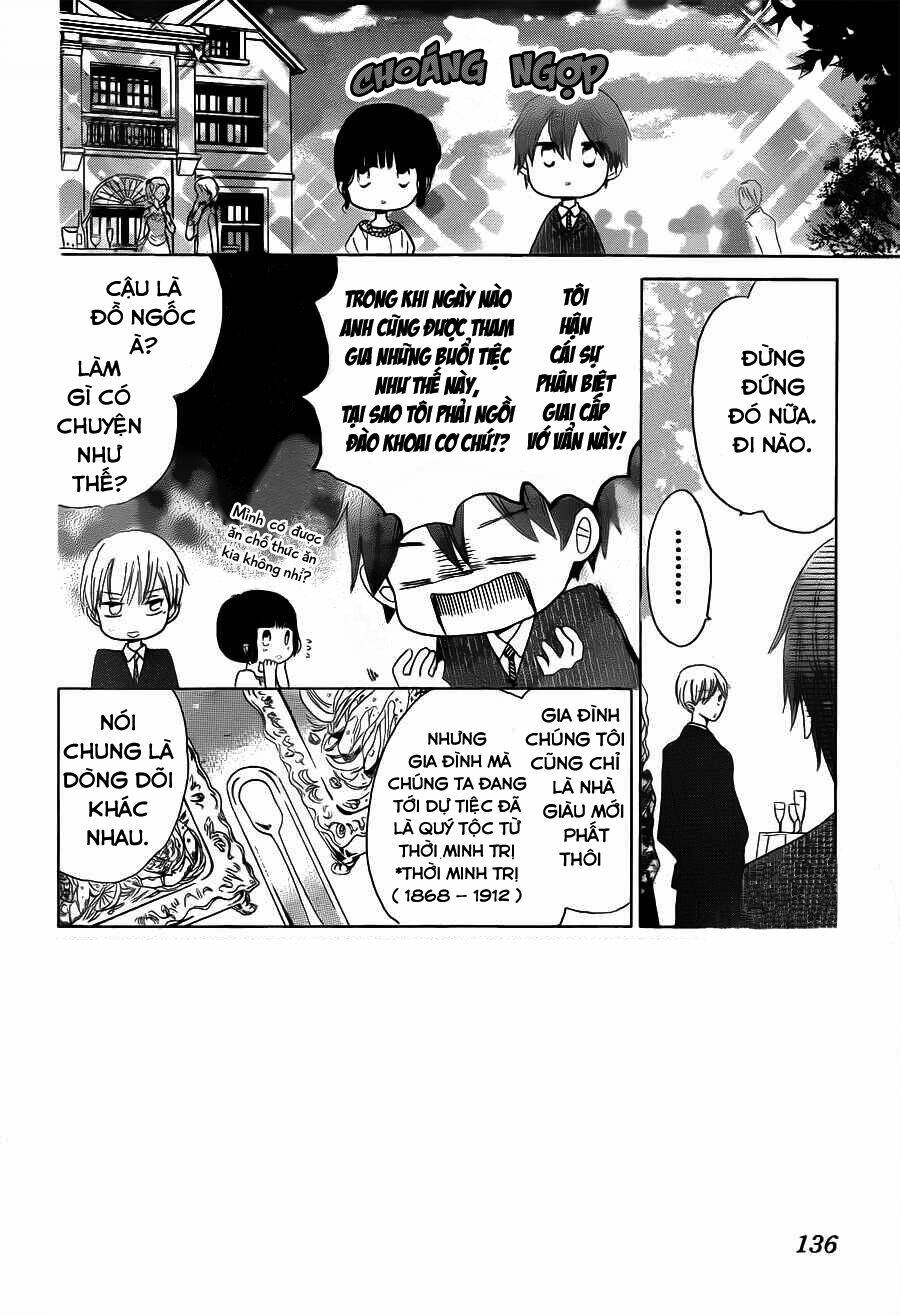 CHOÁNG NGỢP
ĐỪNG
ĐỨNG
ĐÓ NỮA.
ĐI NÀO.
.........
TÔI
HẬN
CÁI SỰ
PHÂN BIỆT
GIAI CẤP
VỚ VẨN NÀY!
TRONG KHI NGÀY NÀO
ANH CŨNG ĐƯỢC THAM
GIA NHỮNG BUỔI TIỆC
NHƯ THẾ NÀY,
TẠI SAO TÔI PHẢI NGỒI
ĐÀO KHOAI CƠ CHỨ!?
Mình có được
ăn chỗ thức ăn
kia không nhỉ?
CẬU LÀ
ĐỒ NGỐC
À?
LÀM
GÌ CÓ
CHUYỆN
NHƯ
THẾ?
GIA ĐÌNH
CHÚNG TÔI
CŨNG CHỈ
LÀ NHÀ
GIÀU MỚI
PHẤT
THÔI
NHƯNG
GIA ĐÌNH MÀ
CHÚNG TA ĐANG
TỚI DỰ TIỆC ĐÃ
LÀ QUÝ TỘC TỪ
THỜI MINH TRỊ
*THỜI MINH TRỊ
( 1868 – 1912 )
NÓI
CHUNG LÀ
DÒNG DÕI
KHÁC
NHAU.
136